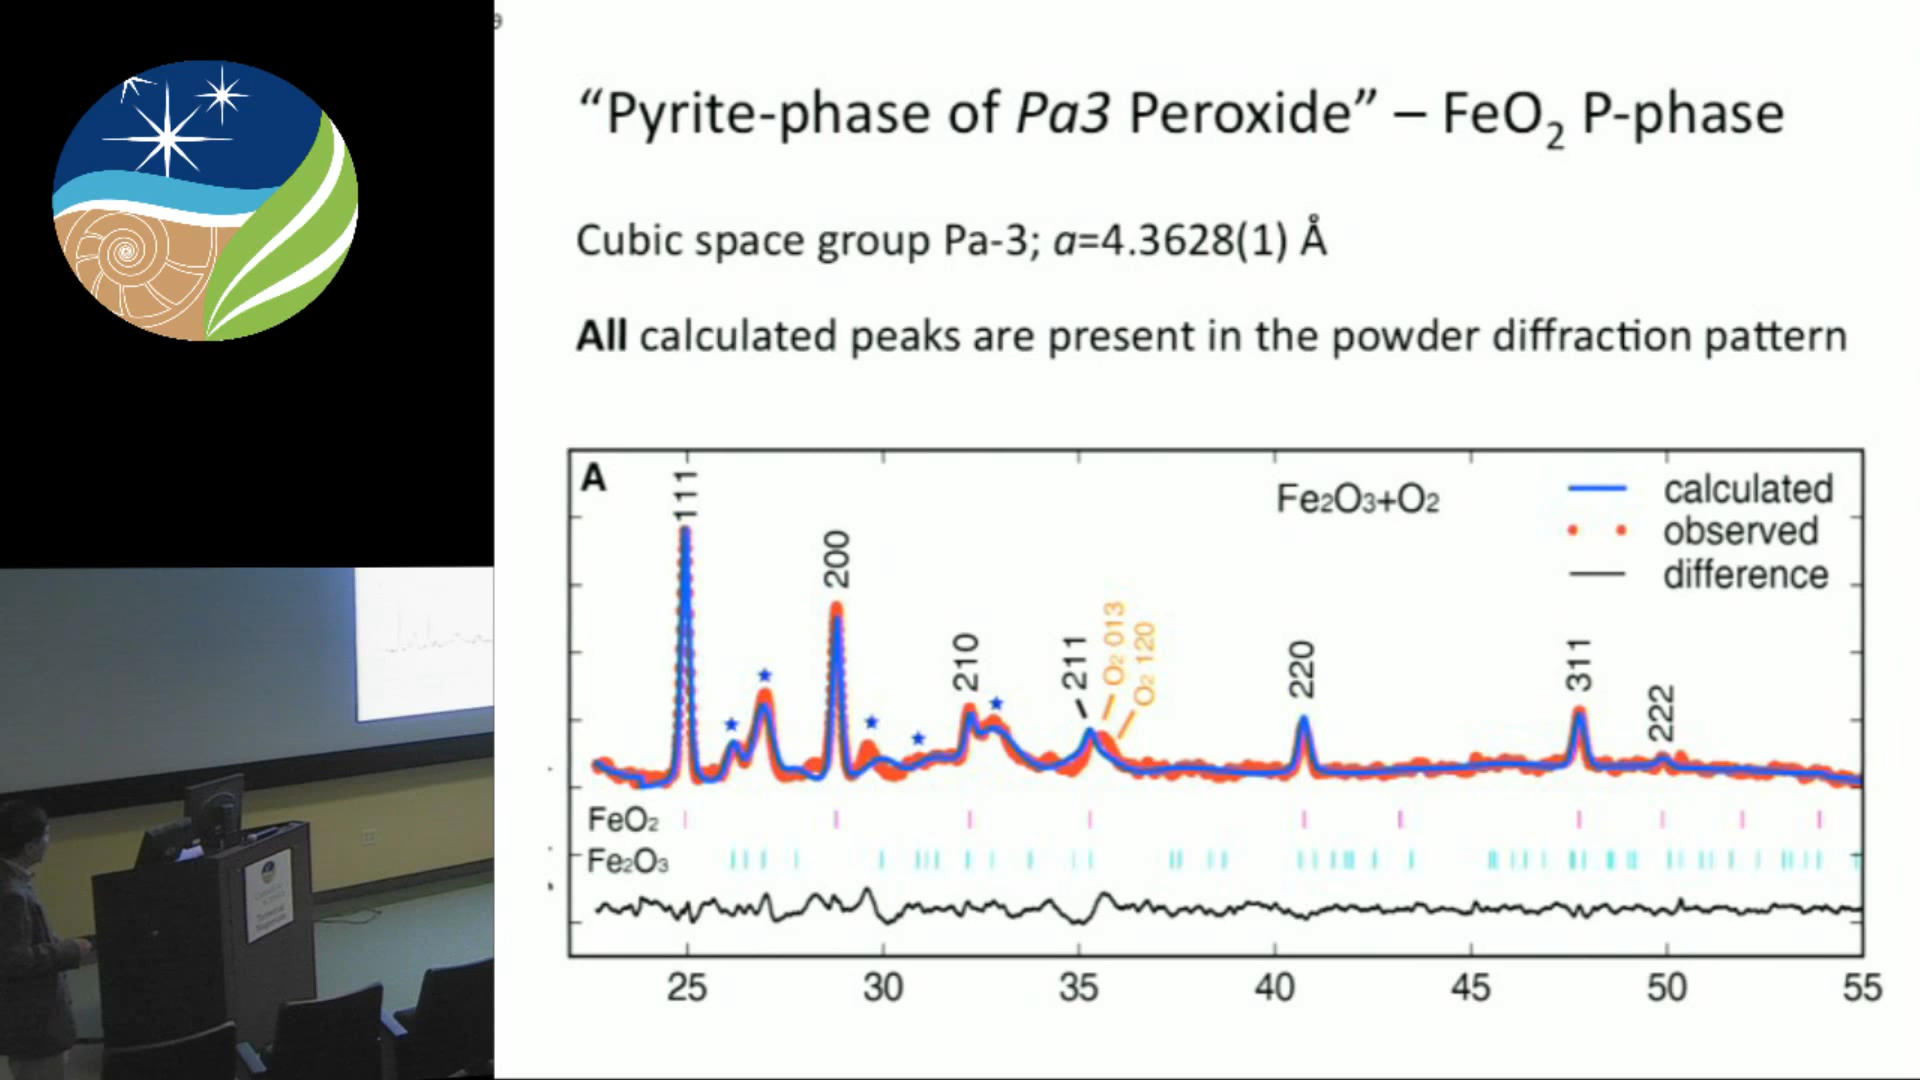 “Pyrite-phase of Pa3 Peroxide” – FeO₂ P-phase
Cubic space group Pa-3; a=4.3628(1) Å
All calculated peaks are present in the powder diffraction pattern
A
Fe₂O₃+O₂
calculated
observed
difference
111
200
210
211
O₂ 013
O₂ 120
220
311
222
FeO₂
Fe₂O₃
25 30 35 40 45 50 55